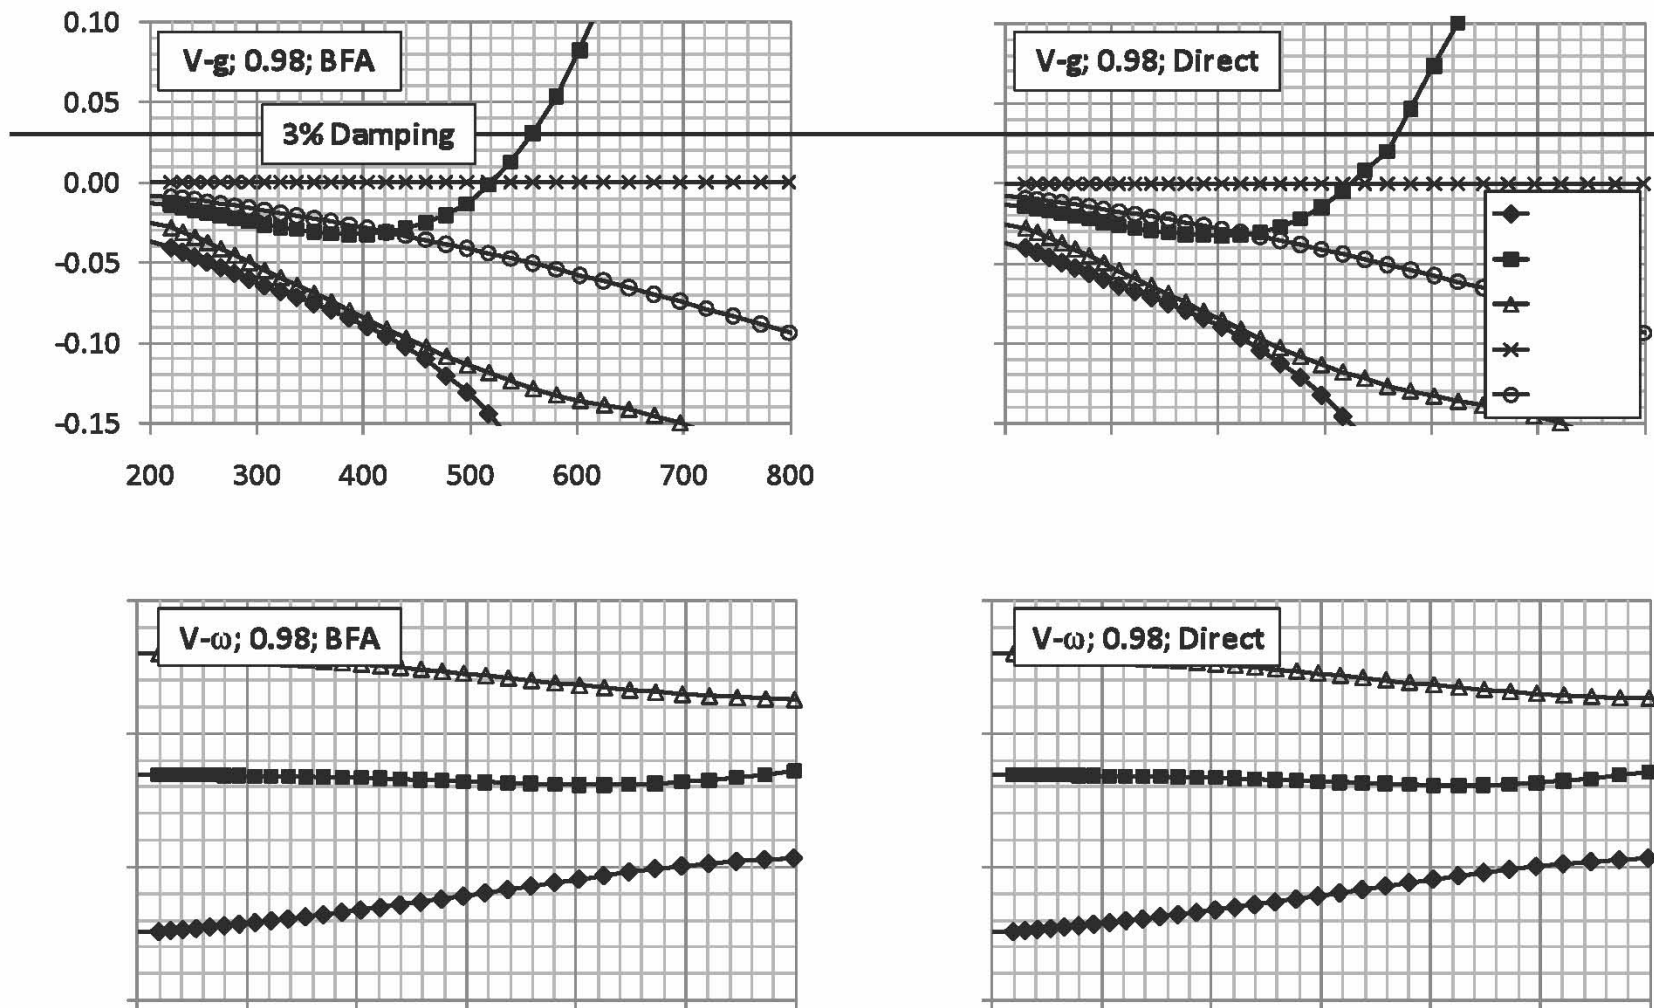 0.10
0.05
0.00
-0.05
-0.10
-0.15
V-g; 0.98; BFA
3% Damping
200 300 400 500 600 700 800
V-g; 0.98; Direct
V-ω; 0.98; BFA
V-ω; 0.98; Direct